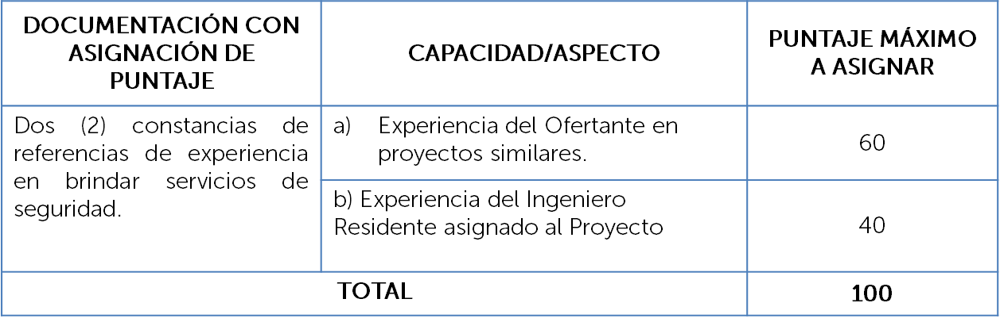 DOCUMENTACIÓN CON
ASIGNACIÓN DE
PUNTAJE
CAPACIDAD/ASPECTO
PUNTAJE MÁXIMO
A ASIGNAR
Dos (2) constancias de
referencias de experiencia
en brindar servicios de
seguridad.
a) Experiencia del Ofertante en
proyectos similares.
60
b) Experiencia del Ingeniero
Residente asignado al Proyecto
40
TOTAL
100